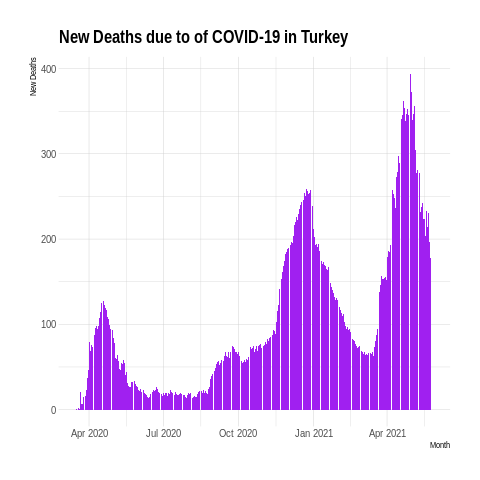 New Deaths due to of COVID-19 in Turkey
New Deaths
400
300
200
100
0
Apr 2020 Jul 2020 Oct 2020 Jan 2021 Apr 2021
Month